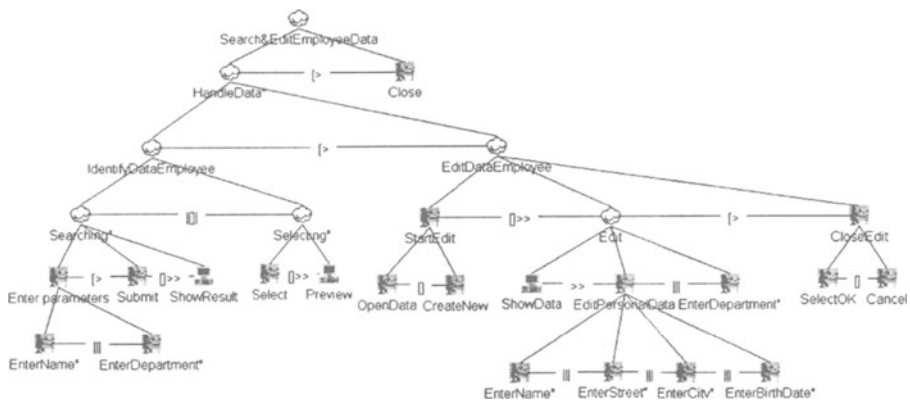 Search&EditEmployeeData
[>
HandleData*
Close
[>
IdentifyDataEmployee
EditDataEmployee
|[]|
[]>>
[>
Searching*
Selecting*
StartEdit
Edit
CloseEdit
[>
[]>>
[]>>
[]
>>
|||
[]
Enter parameters
Submit
ShowResult
Select
Preview
OpenData
CreateNew
ShowData
EditPersonalData
EnterDepartment*
SelectOK
Cancel
|||
EnterName*
EnterDepartment*
|||
|||
|||
EnterName*
EnterStreet*
EnterCity*
EnterBirthDate*